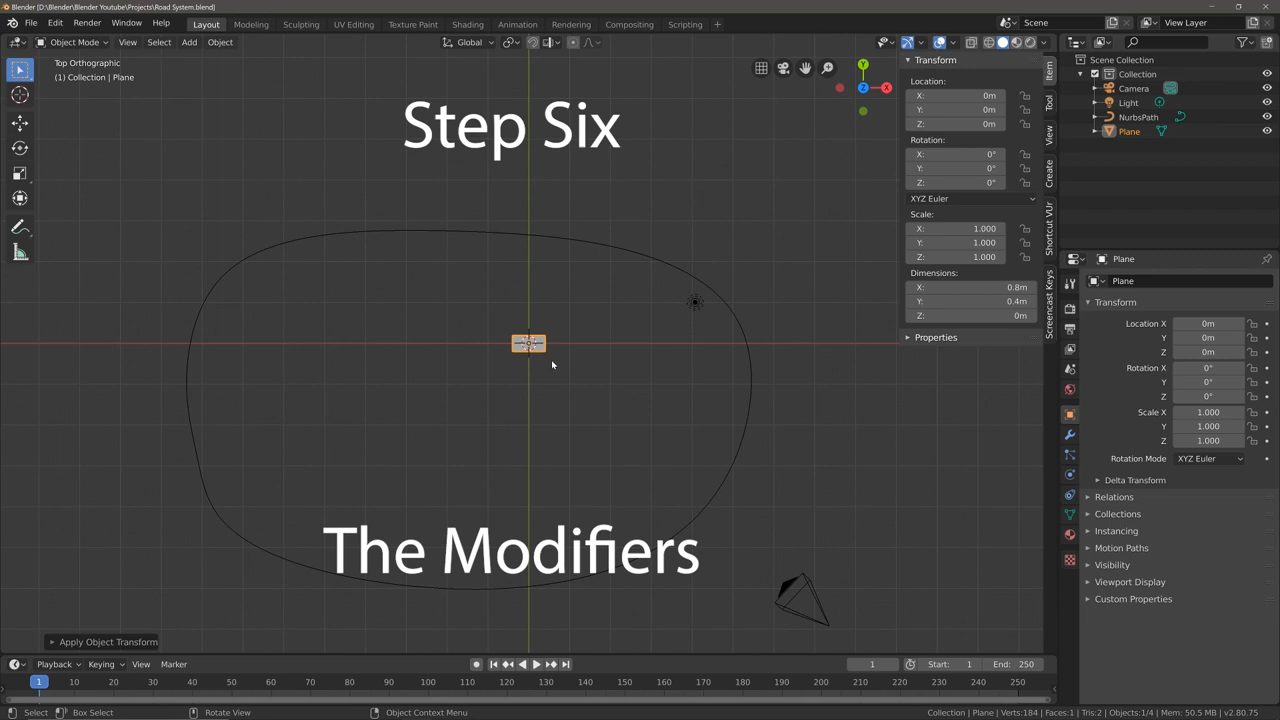 Blender [D:\Blender\Blender Youtube\Projects\Road System.blend]
File Edit Render Window Help Layout Modeling Sculpting UV Editing Texture Paint Shading Animation Rendering Compositing Scripting Scene View Layer
Object Mode View Select Add Object Global
Top Orthographic
(1) Collection | Plane
Step Six
The Modifiers
Y
Z
X
Transform
Location:
X: 0m
Y: 0m
Z: 0m
Rotation:
X: 0°
Y: 0°
Z: 0°
XYZ Euler
Scale:
X: 1.000
Y: 1.000
Z: 1.000
Dimensions:
X: 0.8m
Y: 0.4m
Z: 0m
Properties
Item
Tool
View
Create
Shortcut VUr
Screencast Keys
Scene Collection
Collection
Camera
Light
NurbsPath
Plane
Plane
Plane
Transform
Location X 0m
Y 0m
Z 0m
Rotation X 0°
Y 0°
Z 0°
Scale X 1.000
Y 1.000
Z 1.000
Rotation Mode XYZ Euler
Delta Transform
Relations
Collections
Instancing
Motion Paths
Visibility
Viewport Display
Custom Properties
Apply Object Transform
Playback Keying View Marker 1 Start: 1 End: 250
1 10 20 30 40 50 60 70 80 90 100 110 120 130 140 150 160 170 180 190 200 210 220 230 240 250
Select Box Select Rotate View Object Context Menu Collection | Plane | Verts:184 | Faces:1 | Tris:2 | Objects:1/4 | Mem: 50.5 MB | v2.80.75